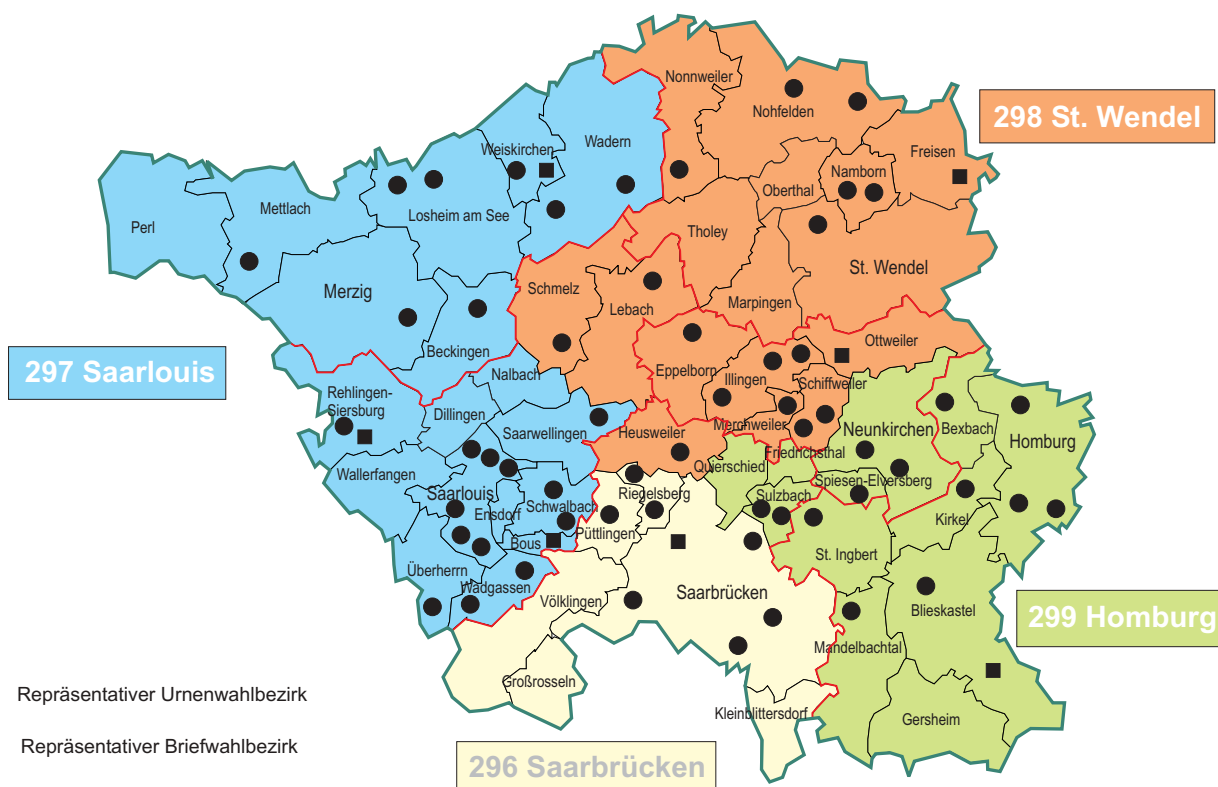 Nonnweiler
Nohfelden
298 St. Wendel
Weiskirchen
Wadern
Freisen
Namborn
Oberthal
Mettlach
Losheim am See
Perl
Tholey
St. Wendel
Merzig
Schmelz
Lebach
Marpingen
Beckingen
Ottweiler
297 Saarlouis
Nalbach
Eppelborn
Illingen
Schiffweiler
Rehlingen-
Siersburg
Dillingen
Merchweiler
Neunkirchen
Bexbach
Homburg
Saarwellingen
Heusweiler
Friedrichsthal
Quierschied
Wallerfangen
Spiesen-Elversberg
Saarlouis
Riegelsberg
Sulzbach
Schwalbach
Ensdorf
Kirkel
Püttlingen
Bous
St. Ingbert
Überherrn
Wadgassen
Völklingen
Saarbrücken
Blieskastel
299 Homburg
Mandelbachtal
Großrosseln
Repräsentativer Urnenwahlbezirk
Kleinblittersdorf
Gersheim
Repräsentativer Briefwahlbezirk
296 Saarbrücken